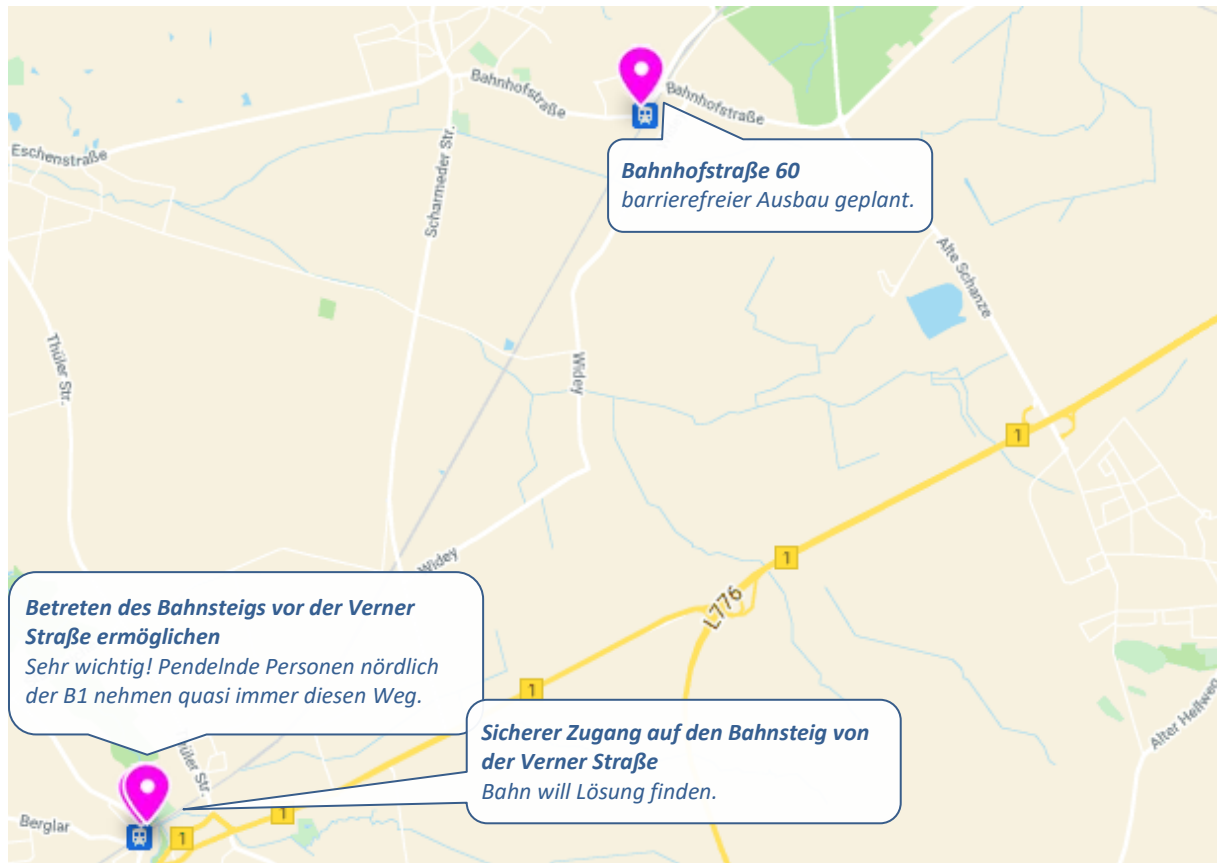 Bahnhofstraße
Bahnhofstraße
Eschenstraße
Scharmeder Str.
Bahnhofstraße 60
barrierefreier Ausbau geplant.
Alte Schanze
Thüler Str.
Widey
1
1
L776
Widey
Betreten des Bahnsteigs vor der Verner
Straße ermöglichen
Sehr wichtig! Pendelnde Personen nördlich
der B1 nehmen quasi immer diesen Weg.
1
Sicherer Zugang auf den Bahnsteig von
der Verner Straße
Bahn will Lösung finden.
Alter Hellweg
hüler Str.
Berglar
1
1